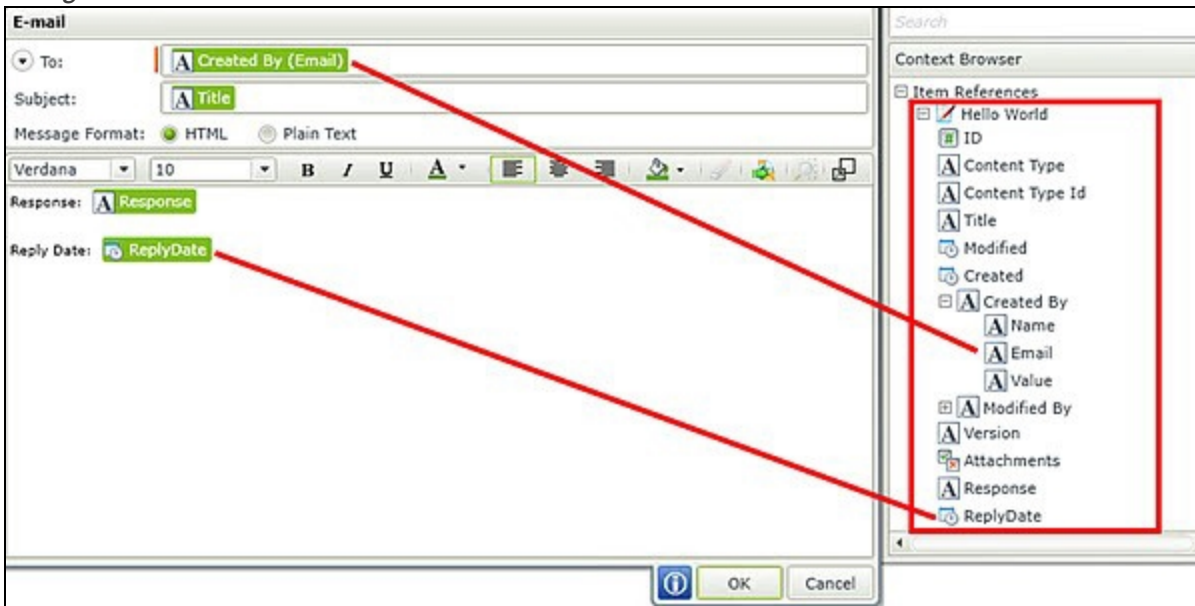 E-mail
To: Created By (Email)
Subject: Title
Message Format: HTML Plain Text
Verdana 10 B I U A
Response: Response
Reply Date: ReplyDate
OK Cancel
Search
Context Browser
Item References
Hello World
ID
Content Type
Content Type Id
Title
Modified
Created
Created By
Name
Email
Value
Modified By
Version
Attachments
Response
ReplyDate